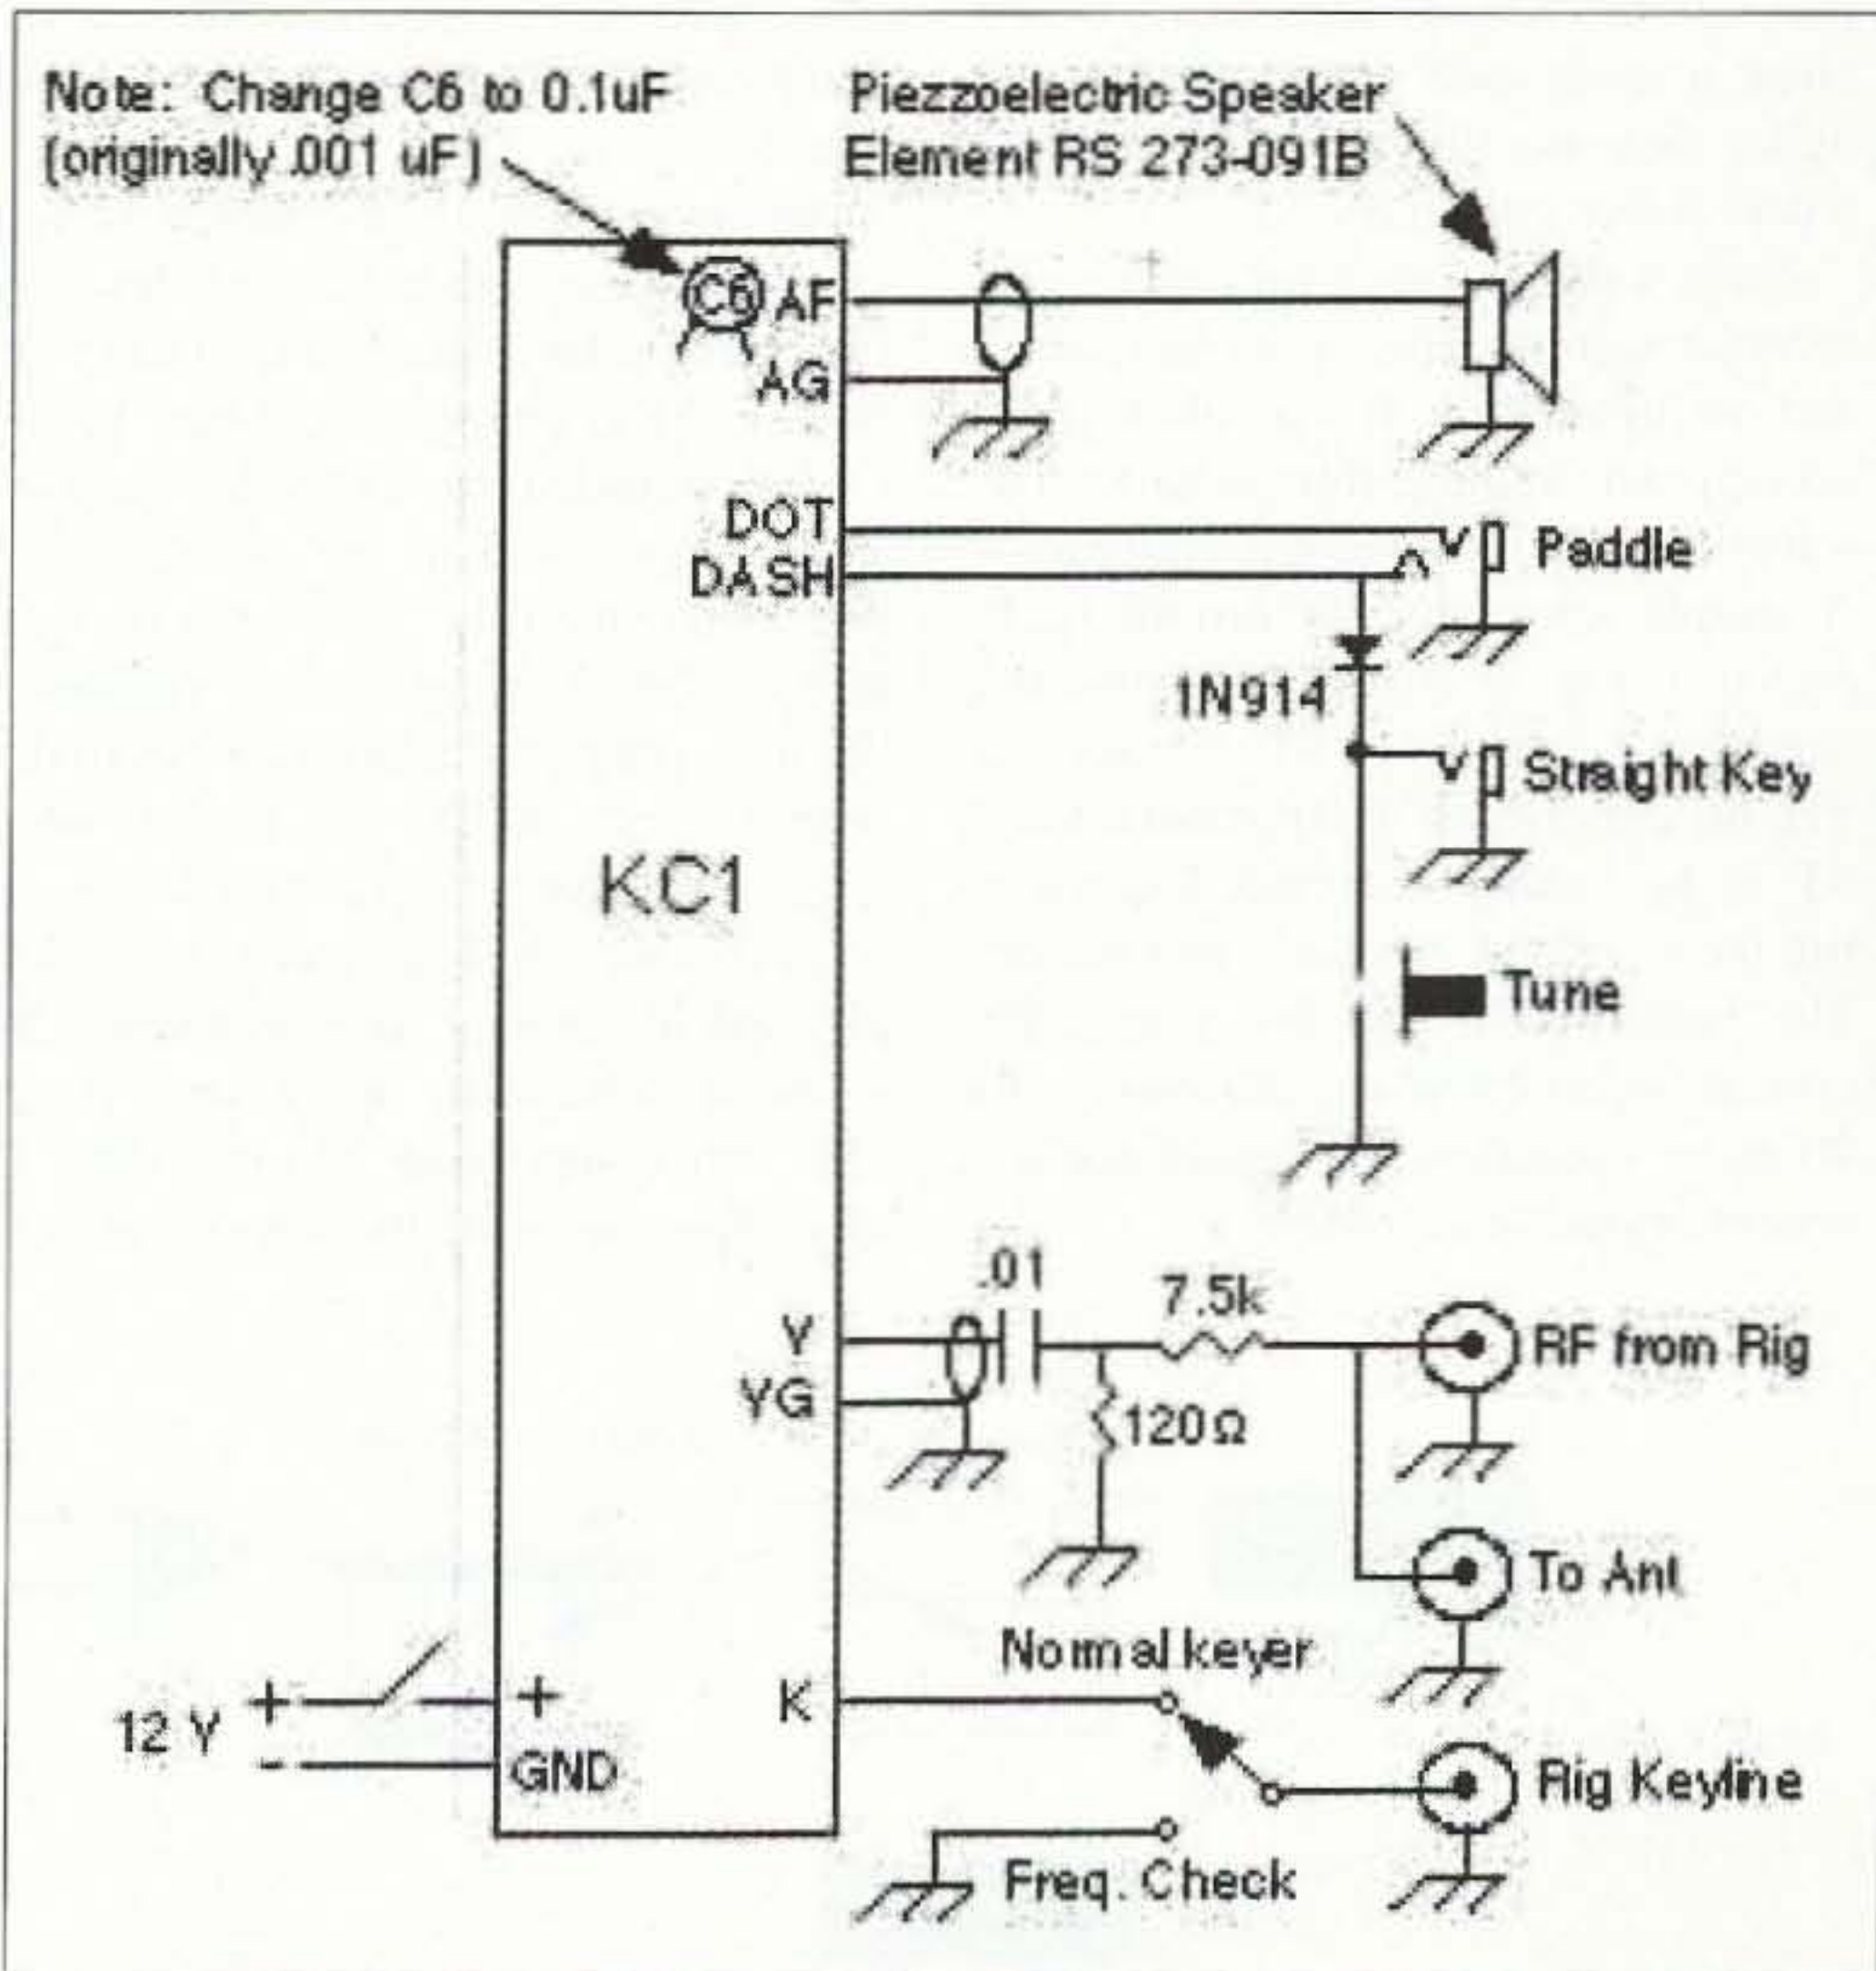 Note: Change C6 to 0.1uF
(originally .001 uF)
Piezzoelectric Speaker
Element RS 273-091B
C6
AF
AG
DOT
DASH
Paddle
1N914
Straight Key
KC1
Tune
.01
7.5k
V
RF from Rig
VG
120Ω
To Ant
Normal keyer
12 V
+
-
+
GND
K
Rig Keyline
Freq. Check